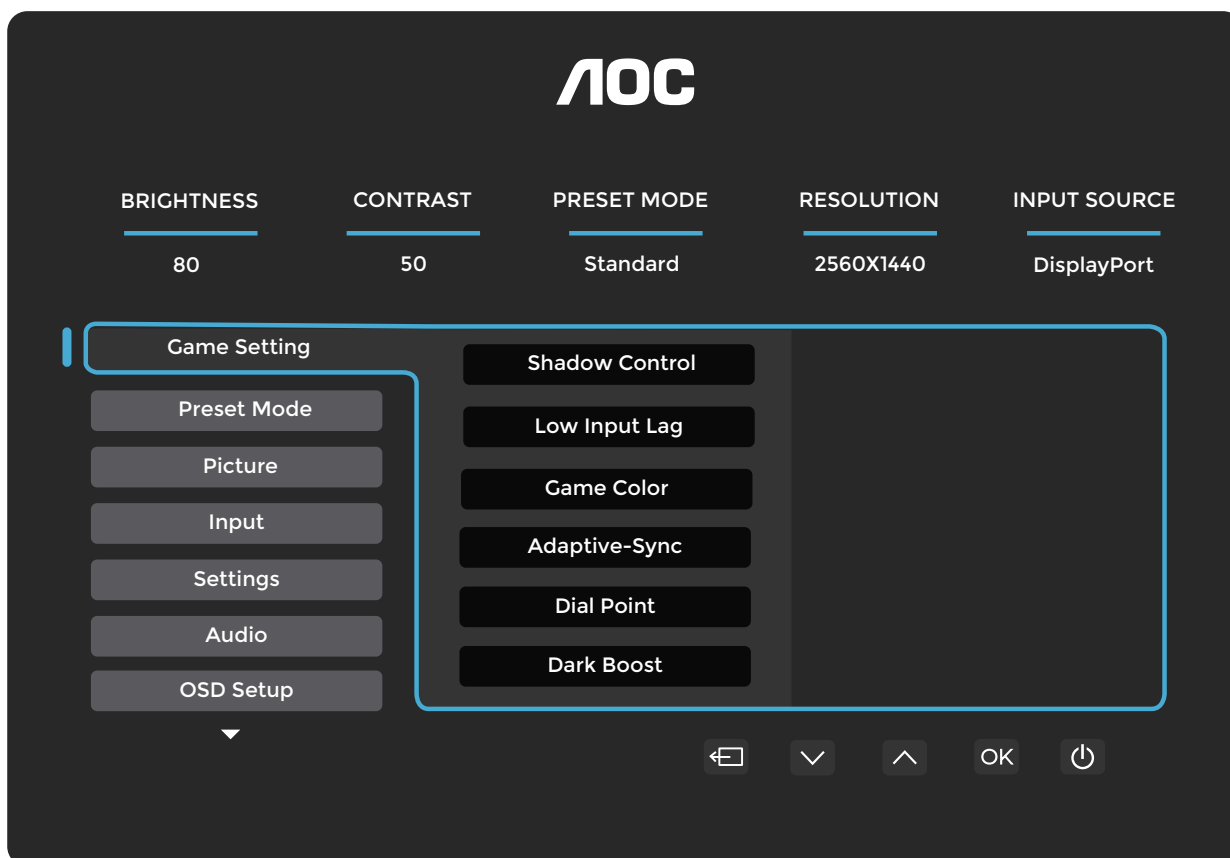 AOC
BRIGHTNESS CONTRAST PRESET MODE RESOLUTION INPUT SOURCE
80 50 Standard 2560X1440 DisplayPort
Game Setting
Preset Mode
Picture
Input
Settings
Audio
OSD Setup
Shadow Control
Low Input Lag
Game Color
Adaptive-Sync
Dial Point
Dark Boost
OK